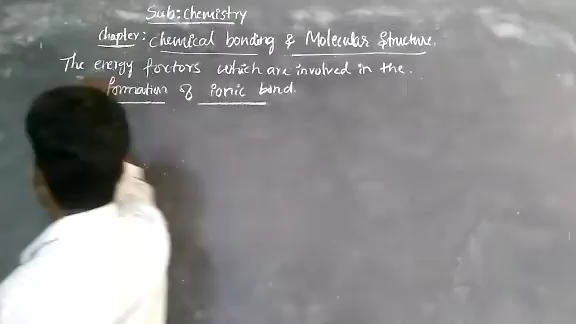 Sub: Chemistry
chapter: Chemical bonding & Molecular Structure.
The energy factors which are involved in the.
formation of ionic bond.